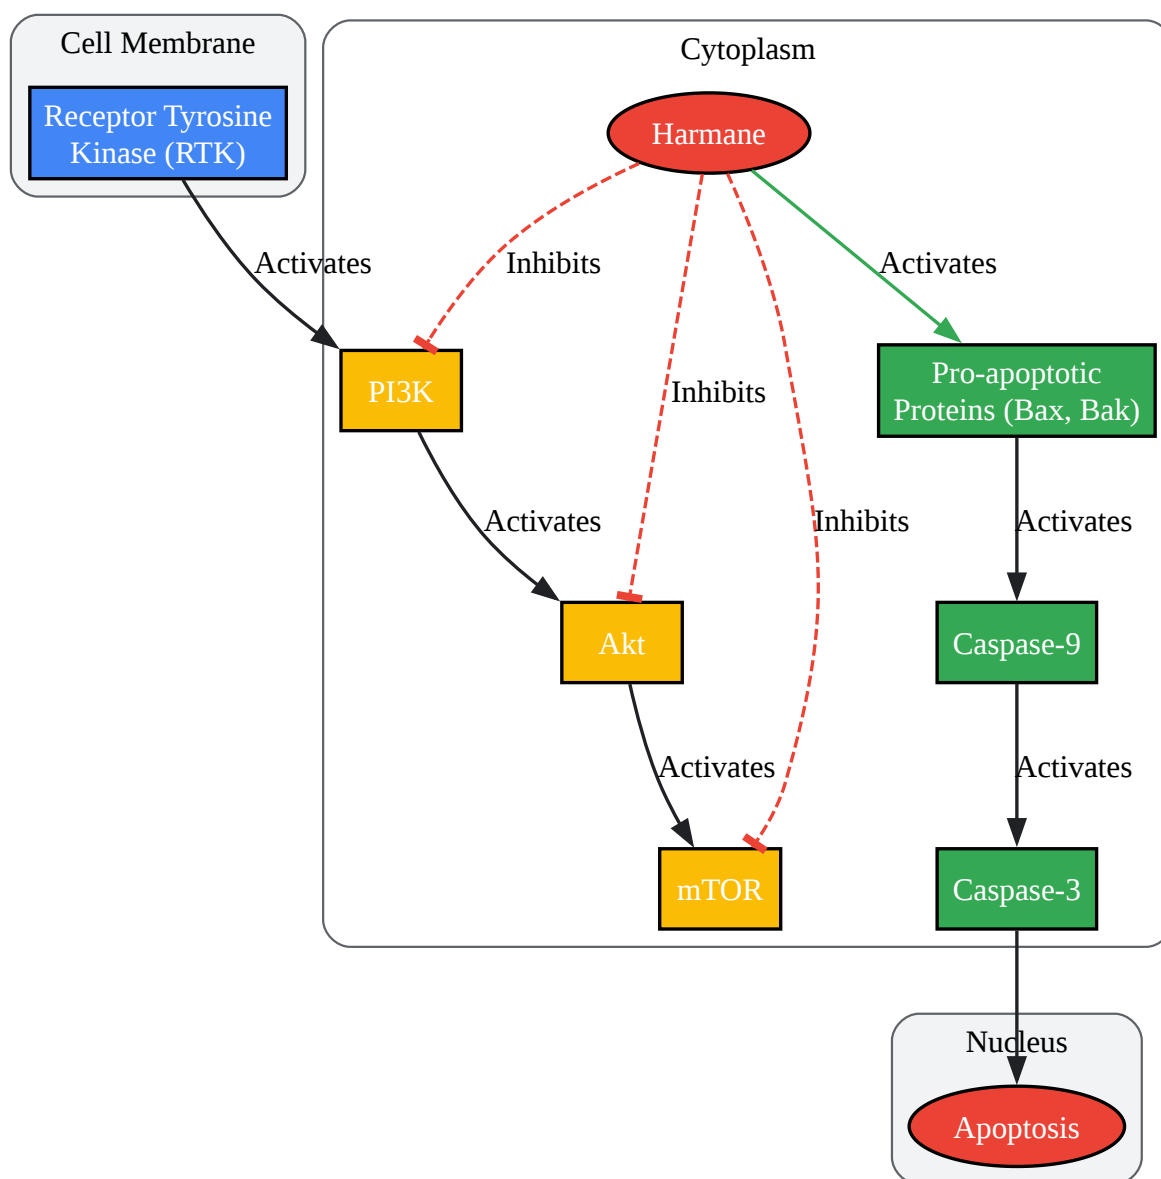 Cell Membrane
Receptor Tyrosine
Kinase (RTK)
Cytoplasm
Harmane
Activates
Inhibits
Activates
PI3K
Inhibits
Pro-apoptotic
Proteins (Bax, Bak)
Activates
Inhibits
Activates
Akt
Caspase-9
Activates
Activates
mTOR
Caspase-3
Nucleus
Apoptosis